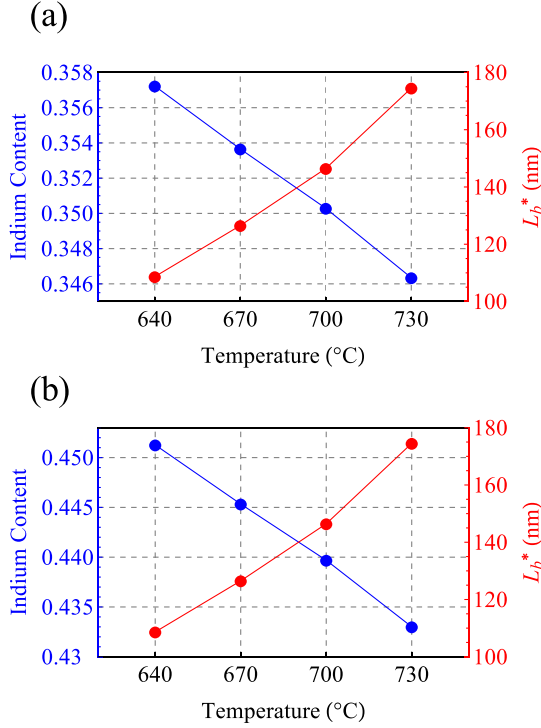 (a)
0.358
0.356
0.354
0.352
0.350
0.348
0.346
Indium Content
180
160
140
120
100
L_b* (nm)
640 670 700 730
Temperature (°C)
(b)
0.450
0.445
0.440
0.435
0.43
Indium Content
180
160
140
120
100
L_b* (nm)
640 670 700 730
Temperature (°C)